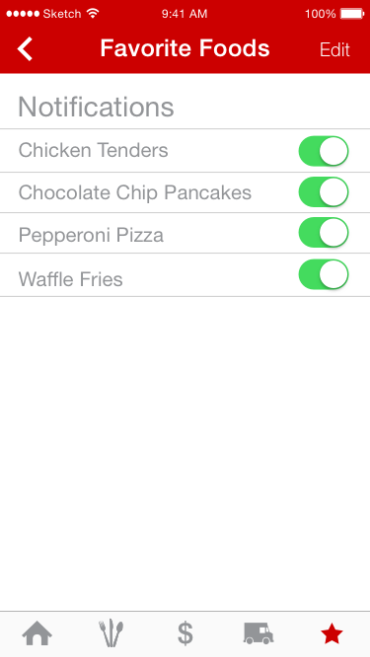 Sketch 9:41 AM 100%
Favorite Foods Edit
Notifications
Chicken Tenders
Chocolate Chip Pancakes
Pepperoni Pizza
Waffle Fries
$